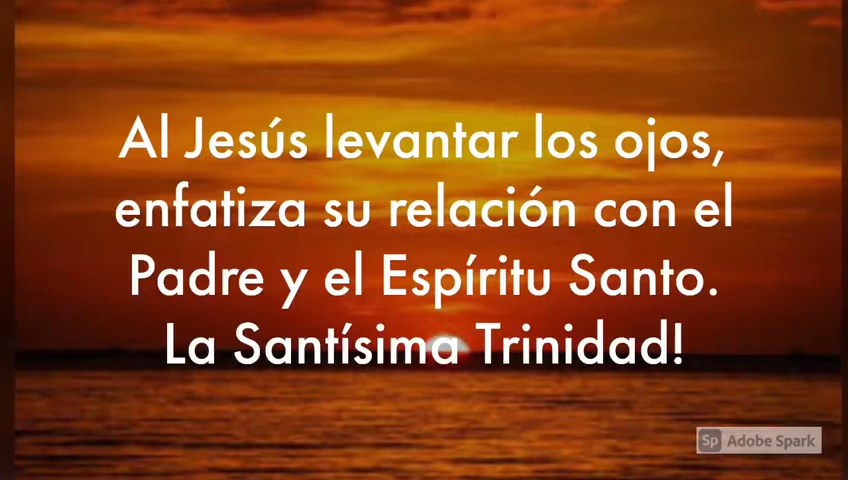 Al Jesús levantar los ojos,
enfatiza su relación con el
Padre y el Espíritu Santo.
La Santísima Trinidad!
Sp Adobe Spark